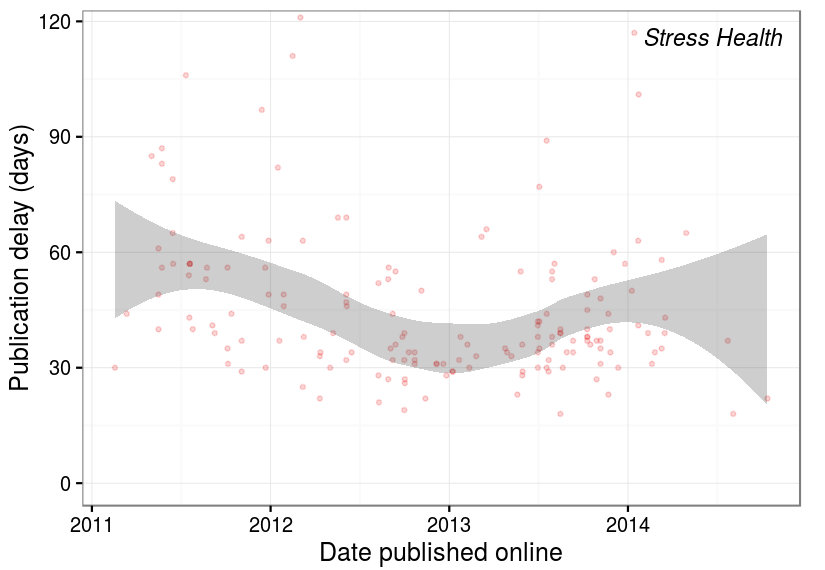 Stress Health
Publication delay (days)
120
90
60
30
0
2011 2012 2013 2014
Date published online